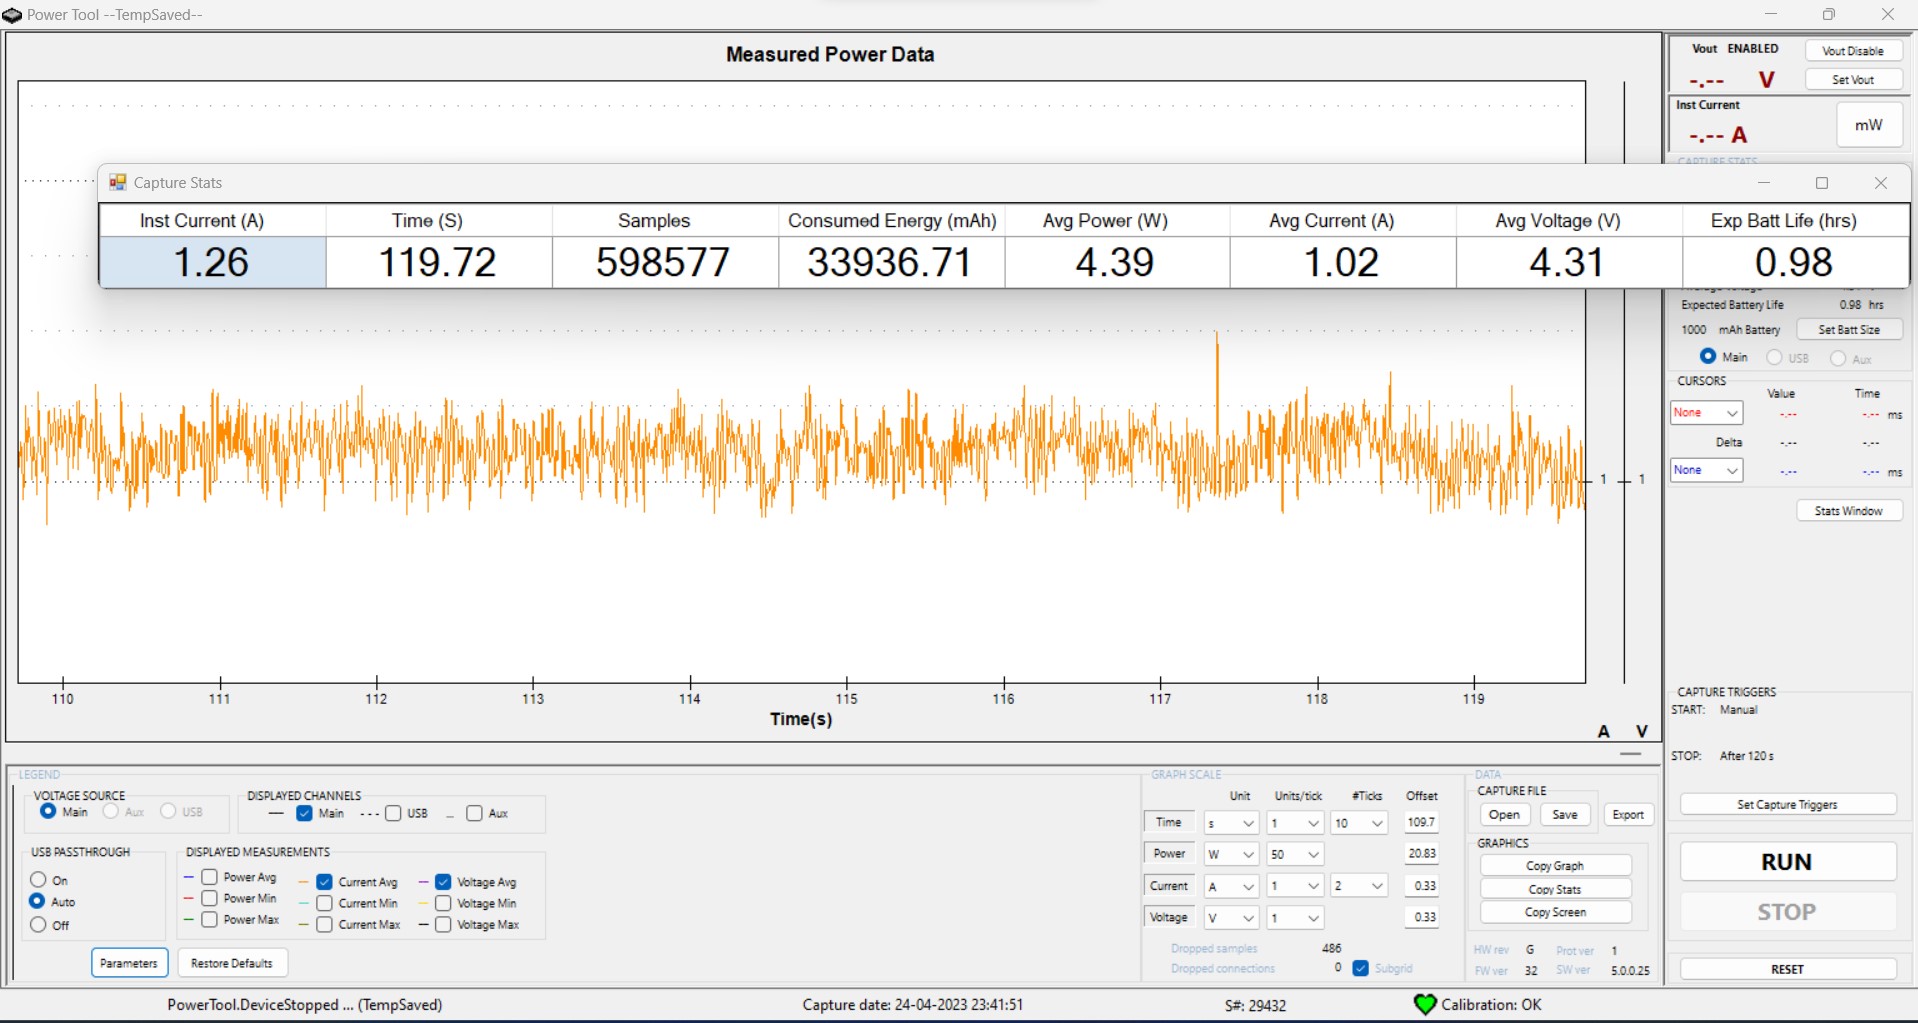 Power Tool --TempSaved--
Measured Power Data
Vout ENABLED
Vout Disable
-.-- V
Set Vout
Inst Current
-.-- A
mW
CAPTURE STATS
Capture Stats
Inst Current (A) Time (S) Samples Consumed Energy (mAh) Avg Power (W) Avg Current (A) Avg Voltage (V) Exp Batt Life (hrs)
1.26 119.72 598577 33936.71 4.39 1.02 4.31 0.98
Expected Battery Life 0.98 hrs
1000 mAh Battery Set Batt Size
Main USB Aux
CURSORS
Value Time
None -.-- -.-- ms
Delta -.-- -.--
None -.-- -.-- ms
Stats Window
1 1
110 111 112 113 114 115 116 117 118 119
Time(s)
A V
CAPTURE TRIGGERS
START: Manual
STOP: After 120 s
Set Capture Triggers
RUN
STOP
RESET
LEGEND
VOLTAGE SOURCE
Main Aux USB
DISPLAYED CHANNELS
Main USB Aux
USB PASSTHROUGH
On
Auto
Off
DISPLAYED MEASUREMENTS
Power Avg Current Avg Voltage Avg
Power Min Current Min Voltage Min
Power Max Current Max Voltage Max
Parameters Restore Defaults
GRAPH SCALE
Unit Units/tick #Ticks Offset
Time s 1 10 109.7
Power W 50 20.83
Current A 1 2 0.33
Voltage V 1 0.33
Dropped samples 486
Dropped connections 0 Subgrid
DATA
CAPTURE FILE
Open Save Export
GRAPHICS
Copy Graph
Copy Stats
Copy Screen
HW rev G Prot ver 1
FW ver 32 SW ver 5.0.0.25
PowerTool.DeviceStopped ... (TempSaved) Capture date: 24-04-2023 23:41:51 S#: 29432 Calibration: OK